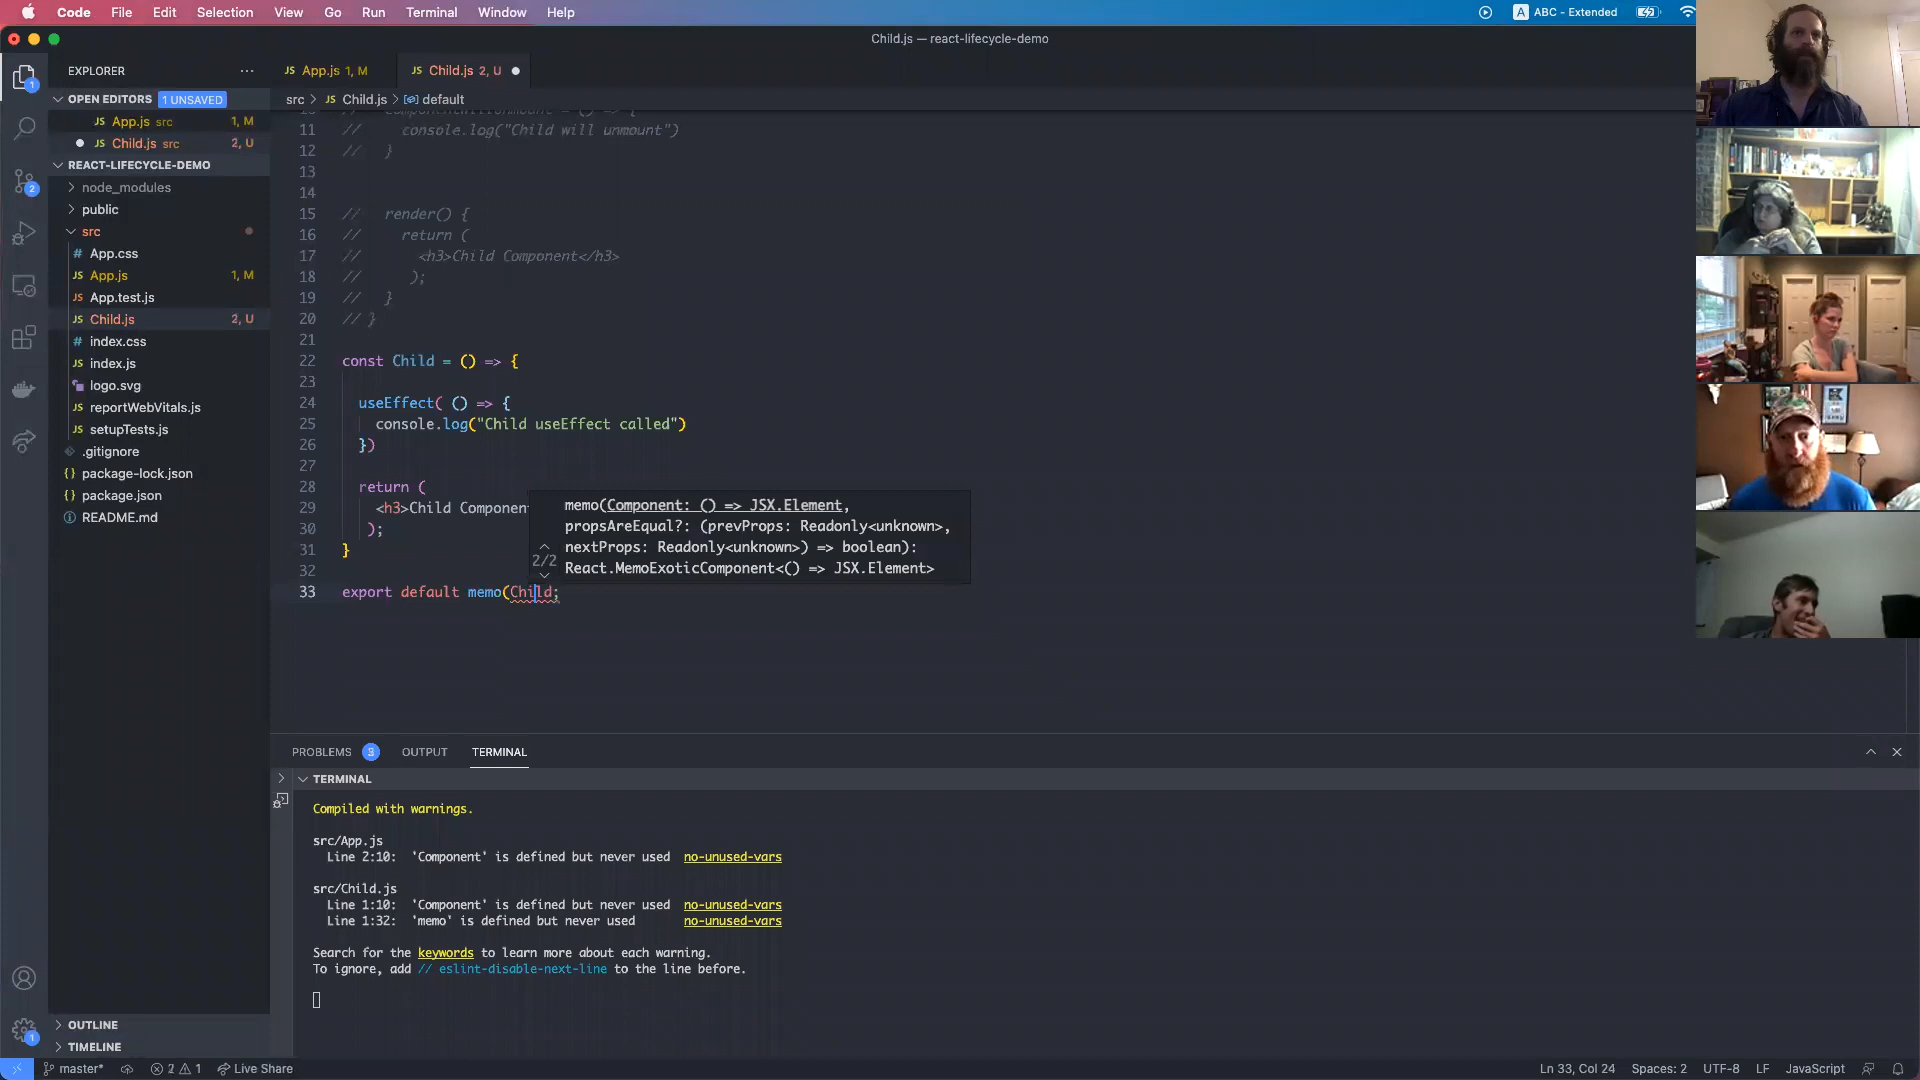 Code File Edit Selection View Go Run Terminal Window Help
A ABC - Extended
Child.js — react-lifecycle-demo
EXPLORER
OPEN EDITORS 1 UNSAVED
JS App.js src 1, M
JS Child.js src 2, U
REACT-LIFECYCLE-DEMO
node_modules
public
src
# App.css
JS App.js 1, M
JS App.test.js
JS Child.js 2, U
# index.css
JS index.js
logo.svg
JS reportWebVitals.js
JS setupTests.js
.gitignore
{} package-lock.json
{} package.json
README.md
OUTLINE
TIMELINE
1
2
1
JS App.js 1, M
JS Child.js 2, U
src > JS Child.js > default
11 // console.log("Child will unmount")
12 // }
13
14
15 // render() {
16 // return (
17 // <h3>Child Component</h3>
18 // );
19 // }
20 // }
21
22 const Child = () => {
23
24 useEffect( () => {
25 console.log("Child useEffect called")
26 })
27
28 return (
29 <h3>Child Componen
30 );
31 }
32
33 export default memo(Child;
2/2
memo(Component: () => JSX.Element,
propsAreEqual?: (prevProps: Readonly<unknown>,
nextProps: Readonly<unknown>) => boolean):
React.MemoExoticComponent<() => JSX.Element>
PROBLEMS 3 OUTPUT TERMINAL
TERMINAL
Compiled with warnings.
src/App.js
Line 2:10: 'Component' is defined but never used no-unused-vars
src/Child.js
Line 1:10: 'Component' is defined but never used no-unused-vars
Line 1:32: 'memo' is defined but never used no-unused-vars
Search for the keywords to learn more about each warning.
To ignore, add // eslint-disable-next-line to the line before.
master* 2 1 Live Share
Ln 33, Col 24 Spaces: 2 UTF-8 LF JavaScript